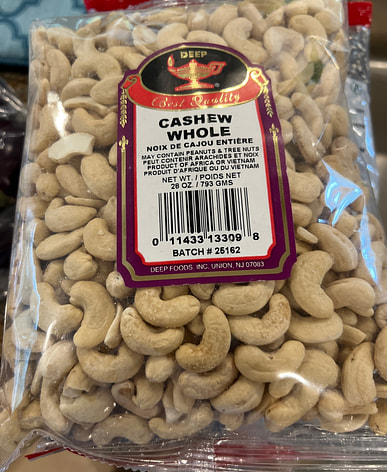 DEEP
Best Quality
CASHEW
WHOLE
NOIX DE CAJOU ENTIÈRE
MAY CONTAIN PEANUTS & TREE NUTS
PEUT CONTENIR ARACHIDES ET NOIX
PRODUCT OF AFRICA OR VIETNAM
PRODUIT D'AFRIQUE OU DU VIETNAM
NET WT. / POIDS NET
28 OZ. / 793 GMS
0 11433 13309 8
BATCH # 25162
DEEP FOODS, INC. UNION, NJ 07083